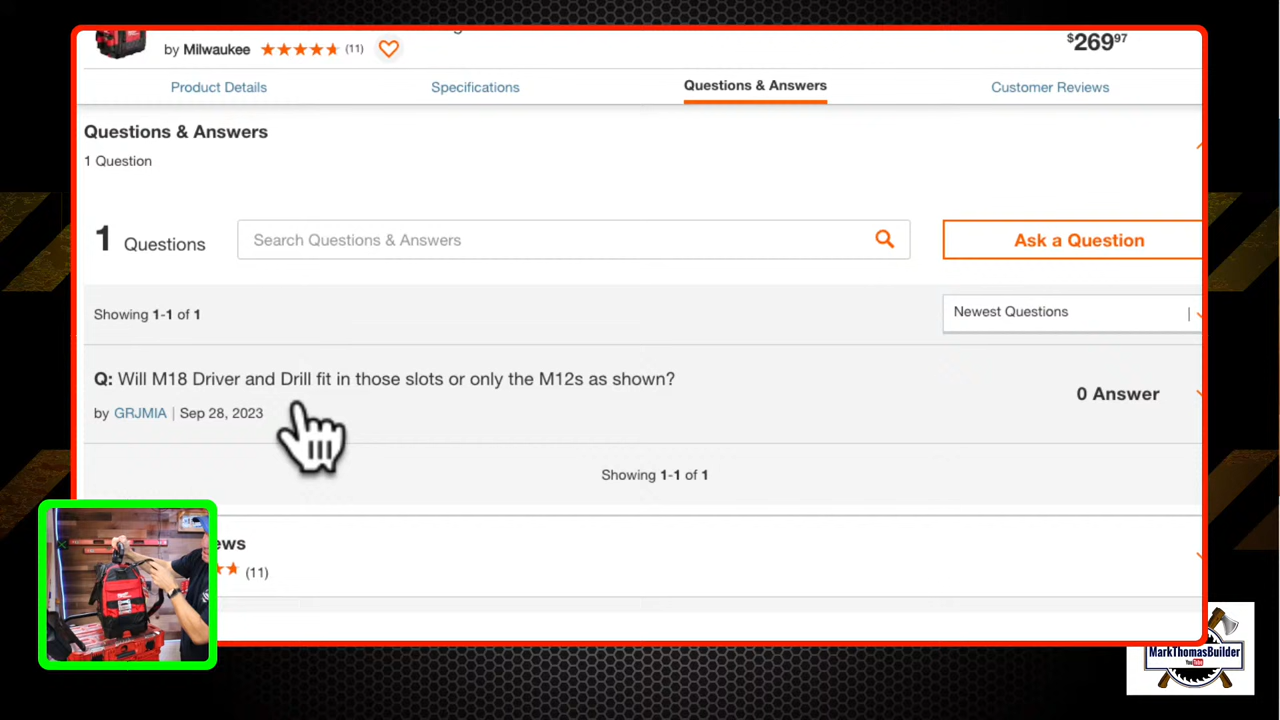 by Milwaukee (11)
$269.97
Product Details
Specifications
Questions & Answers
Customer Reviews
Questions & Answers
1 Question
1 Questions
Search Questions & Answers
Ask a Question
Showing 1-1 of 1
Newest Questions
Q: Will M18 Driver and Drill fit in those slots or only the M12s as shown?
0 Answer
by GRJMIA | Sep 28, 2023
Showing 1-1 of 1
ews
(11)
MarkThomasBuilder
YouTube